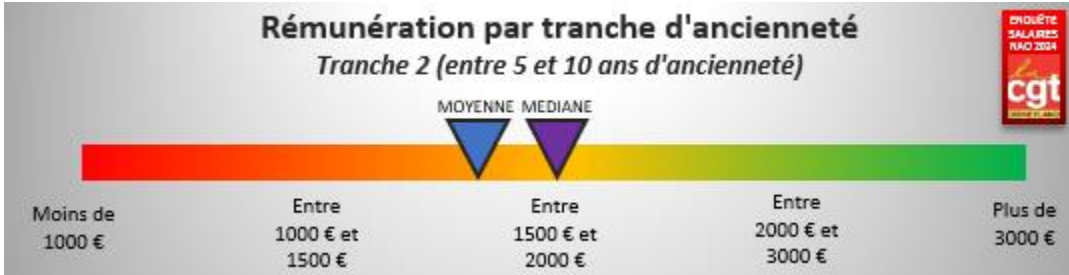 Rémunération par tranche d'ancienneté
Tranche 2 (entre 5 et 10 ans d'ancienneté)
ENQUÊTE
SALAIRES
NAO 2024
la
cgt
MOYENNE MEDIANE
Moins de
1000 €
Entre
1000 € et
1500 €
Entre
1500 € et
2000 €
Entre
2000 € et
3000 €
Plus de
3000 €